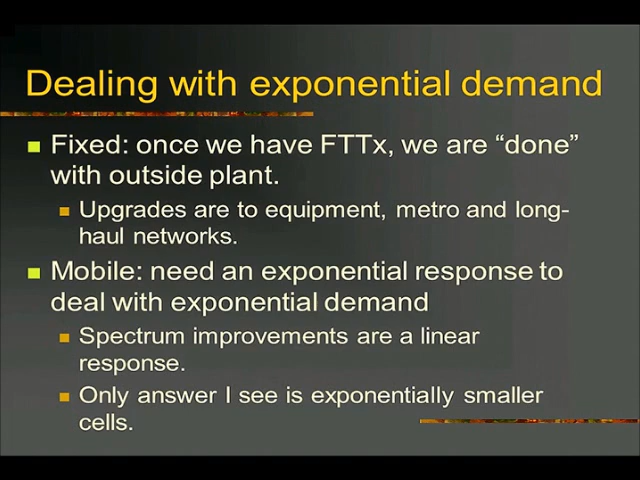 Dealing with exponential demand
Fixed: once we have FTTx, we are “done”
with outside plant.
Upgrades are to equipment, metro and long-
haul networks.
Mobile: need an exponential response to
deal with exponential demand
Spectrum improvements are a linear
response.
Only answer I see is exponentially smaller
cells.